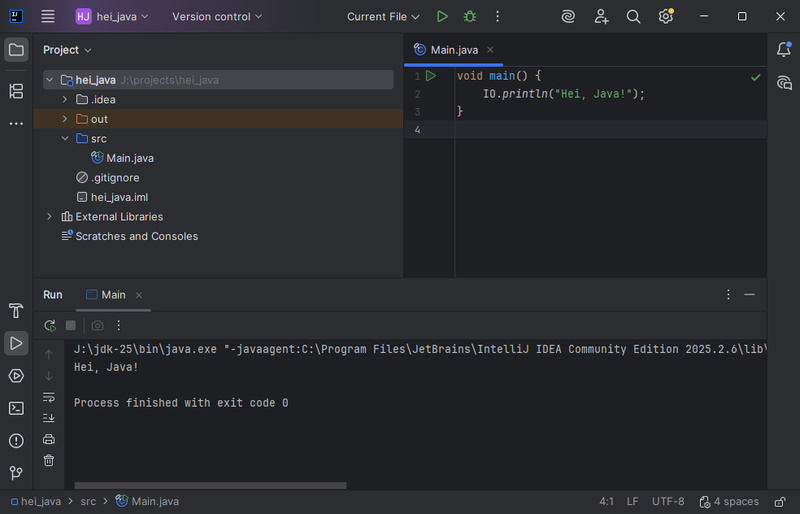 HJ hei_java Version control Current File
Project
hei_java J:\projects\hei_java
.idea
out
src
Main.java
.gitignore
hei_java.iml
External Libraries
Scratches and Consoles
Main.java
1 void main() {
2 IO.println("Hei, Java!");
3 }
4
Run Main
J:\jdk-25\bin\java.exe "-javaagent:C:\Program Files\JetBrains\IntelliJ IDEA Community Edition 2025.2.6\lib\
Hei, Java!
Process finished with exit code 0
hei_java src Main.java 4:1 LF UTF-8 4 spaces